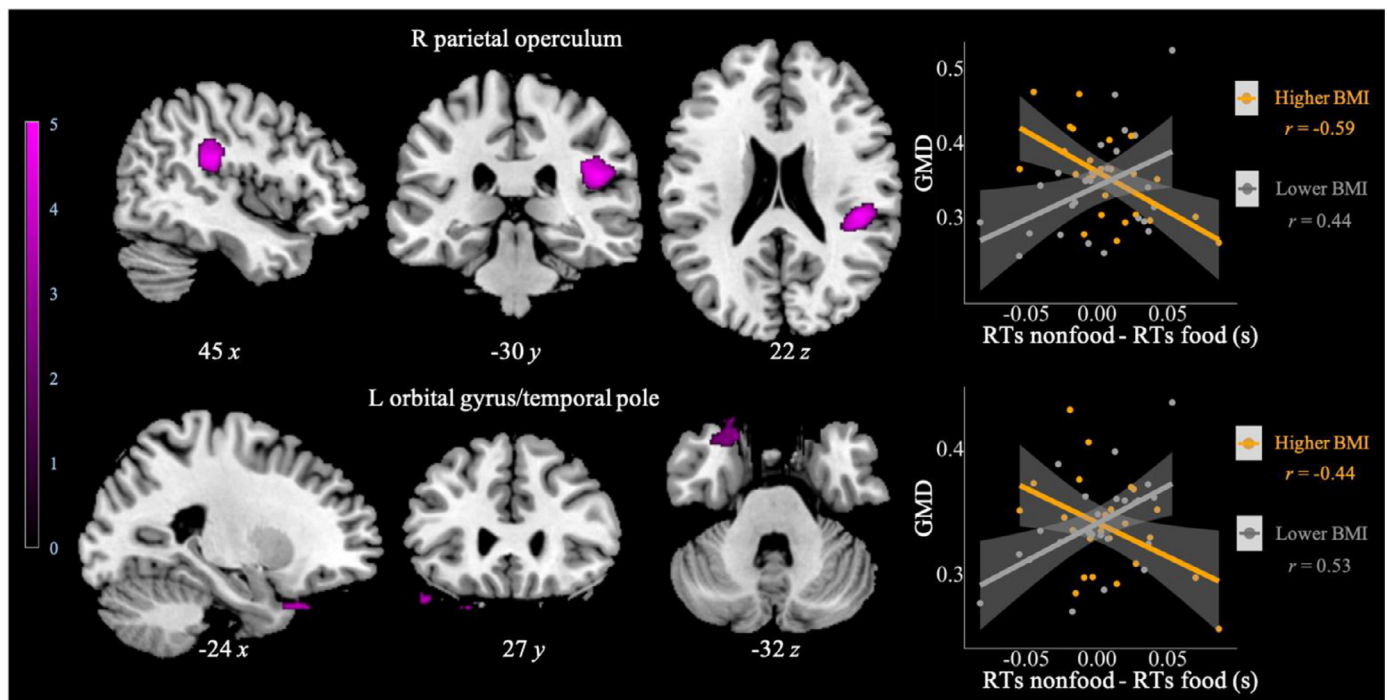 R parietal operculum
5
4
3
2
1
0
45 x
-30 y
22 z
GMD
0.5
0.4
0.3
-0.05 0.00 0.05
RTs nonfood - RTs food (s)
Higher BMI
r = -0.59
Lower BMI
r = 0.44
L orbital gyrus/temporal pole
-24 x
27 y
-32 z
GMD
0.4
0.3
-0.05 0.00 0.05
RTs nonfood - RTs food (s)
Higher BMI
r = -0.44
Lower BMI
r = 0.53